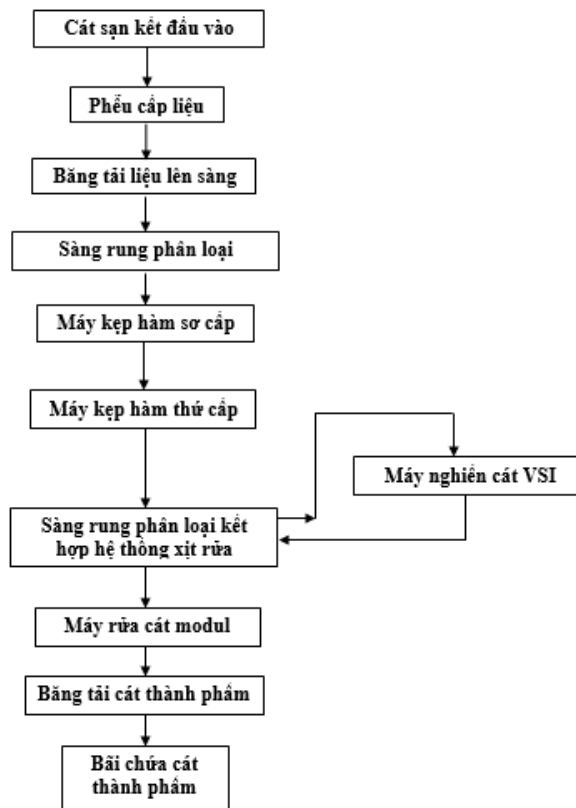 Cát sạn kết đầu vào
Phễu cấp liệu
Băng tải liệu lên sàng
Sàng rung phân loại
Máy kẹp hàm sơ cấp
Máy kẹp hàm thứ cấp
Máy nghiền cát VSI
Sàng rung phân loại kết
hợp hệ thống xịt rửa
Máy rửa cát modul
Băng tải cát thành phẩm
Bãi chứa cát
thành phẩm